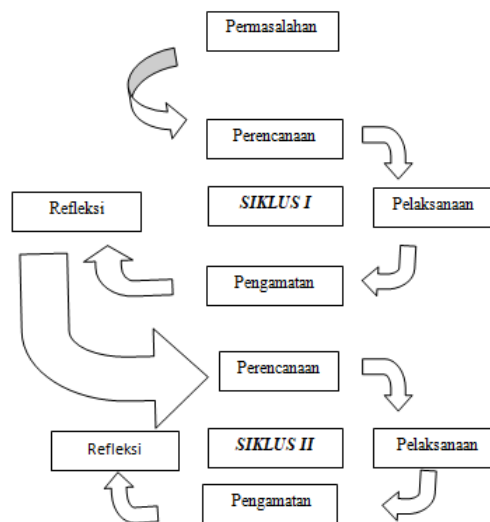 Permasalahan
Perencanaan
Refleksi
SIKLUS I
Pelaksanaan
Pengamatan
Perencanaan
Refleksi
SIKLUS II
Pelaksanaan
Pengamatan